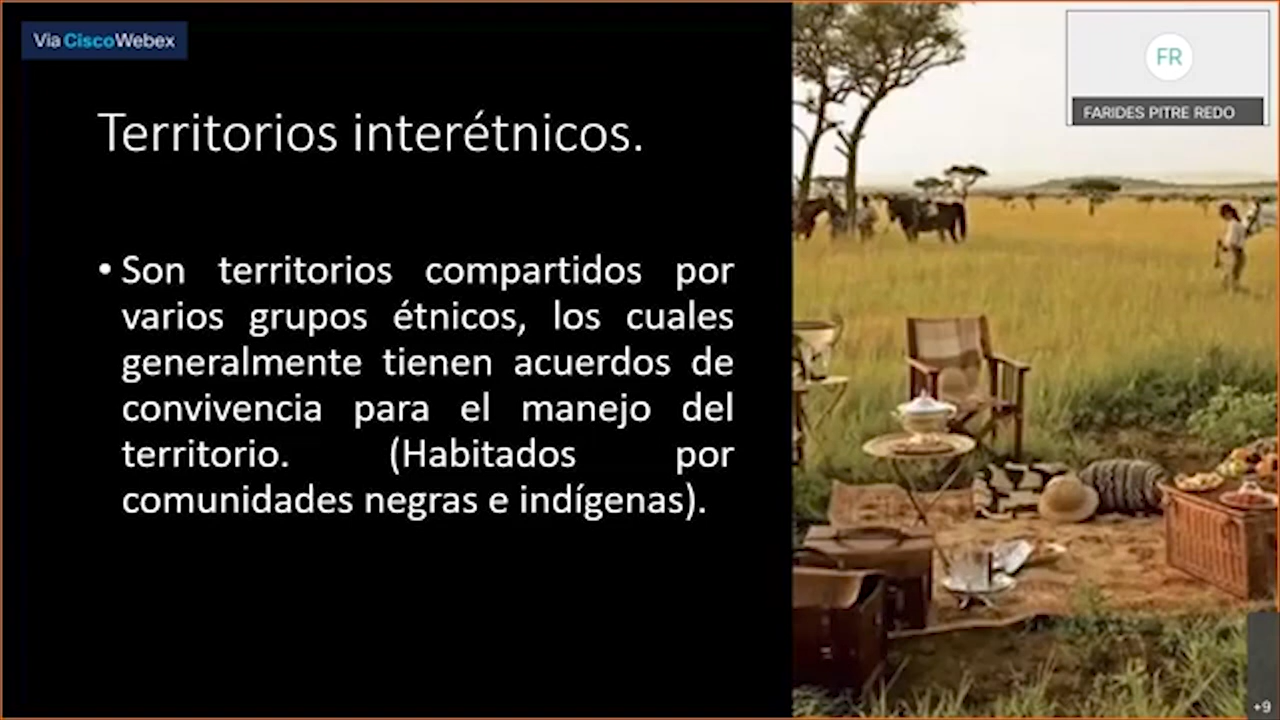 Via CiscoWebex
FR
FARIDES PITRE REDO
Territorios interétnicos.
• Son territorios compartidos por
varios grupos étnicos, los cuales
generalmente tienen acuerdos de
convivencia para el manejo del
territorio. (Habitados por
comunidades negras e indígenas).
+9